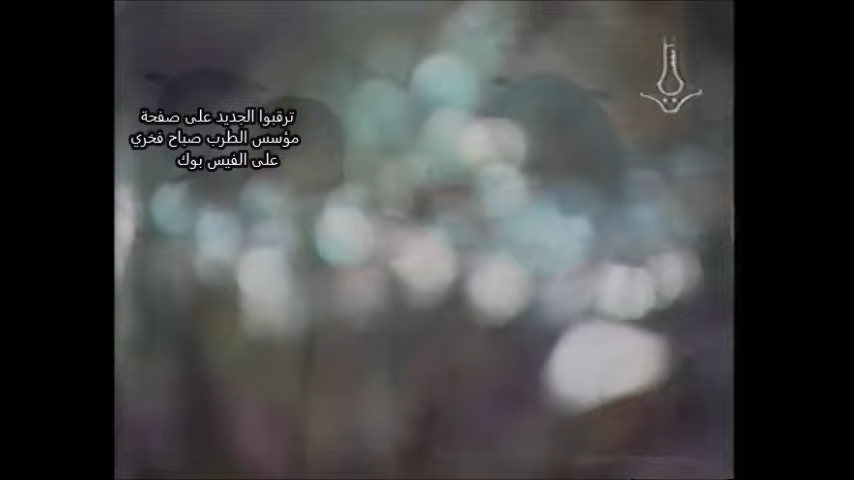 ترقبوا الجديد على صفحة
مؤسس الطرب صباح فخري
على الفيس بوك